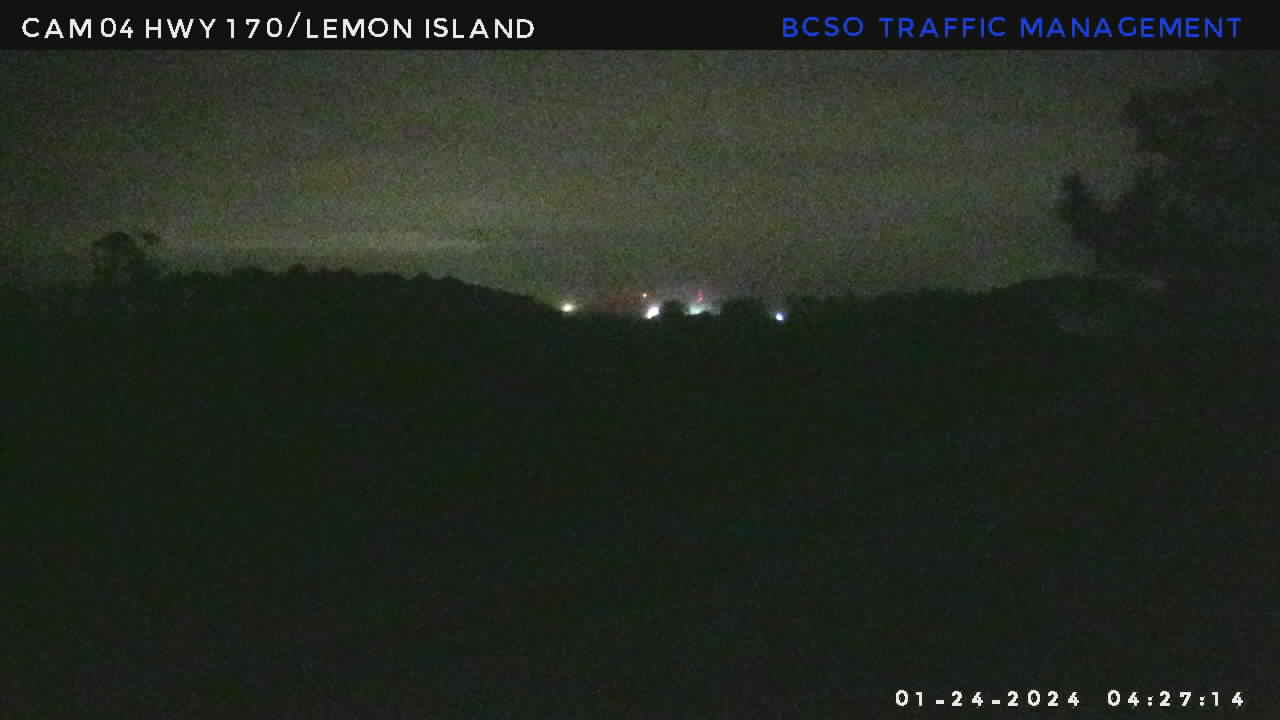 CAM04 HWY 170/LEMON ISLAND
BCSO TRAFFIC MANAGEMENT
01-24-2024 04:27:14